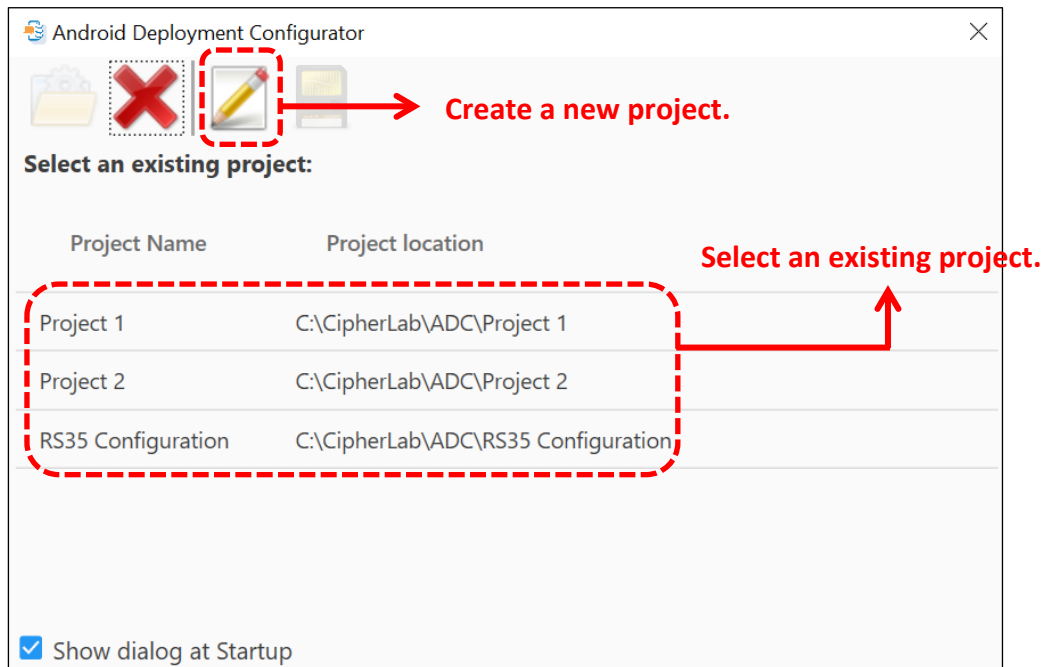 Android Deployment Configurator
Create a new project.
Select an existing project:
Project Name Project location
Select an existing project.
Project 1 C:\CipherLab\ADC\Project 1
Project 2 C:\CipherLab\ADC\Project 2
RS35 Configuration C:\CipherLab\ADC\RS35 Configuration
Show dialog at Startup